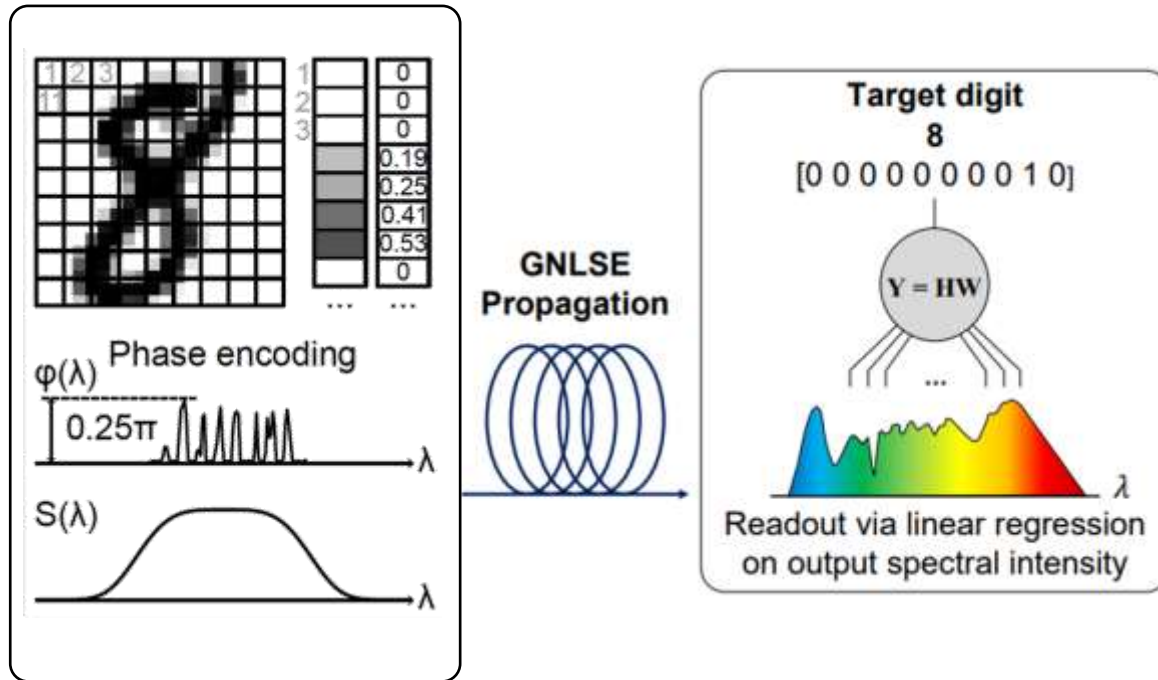 1 2 3
11
1
2
3
0
0
0
0.19
0.25
0.41
0.53
0
... ...
Phase encoding
φ(λ)
0.25π
λ
S(λ)
λ
GNLSE
Propagation
Target digit
8
[0 0 0 0 0 0 0 0 1 0]
Y = HW
...
λ
Readout via linear regression
on output spectral intensity